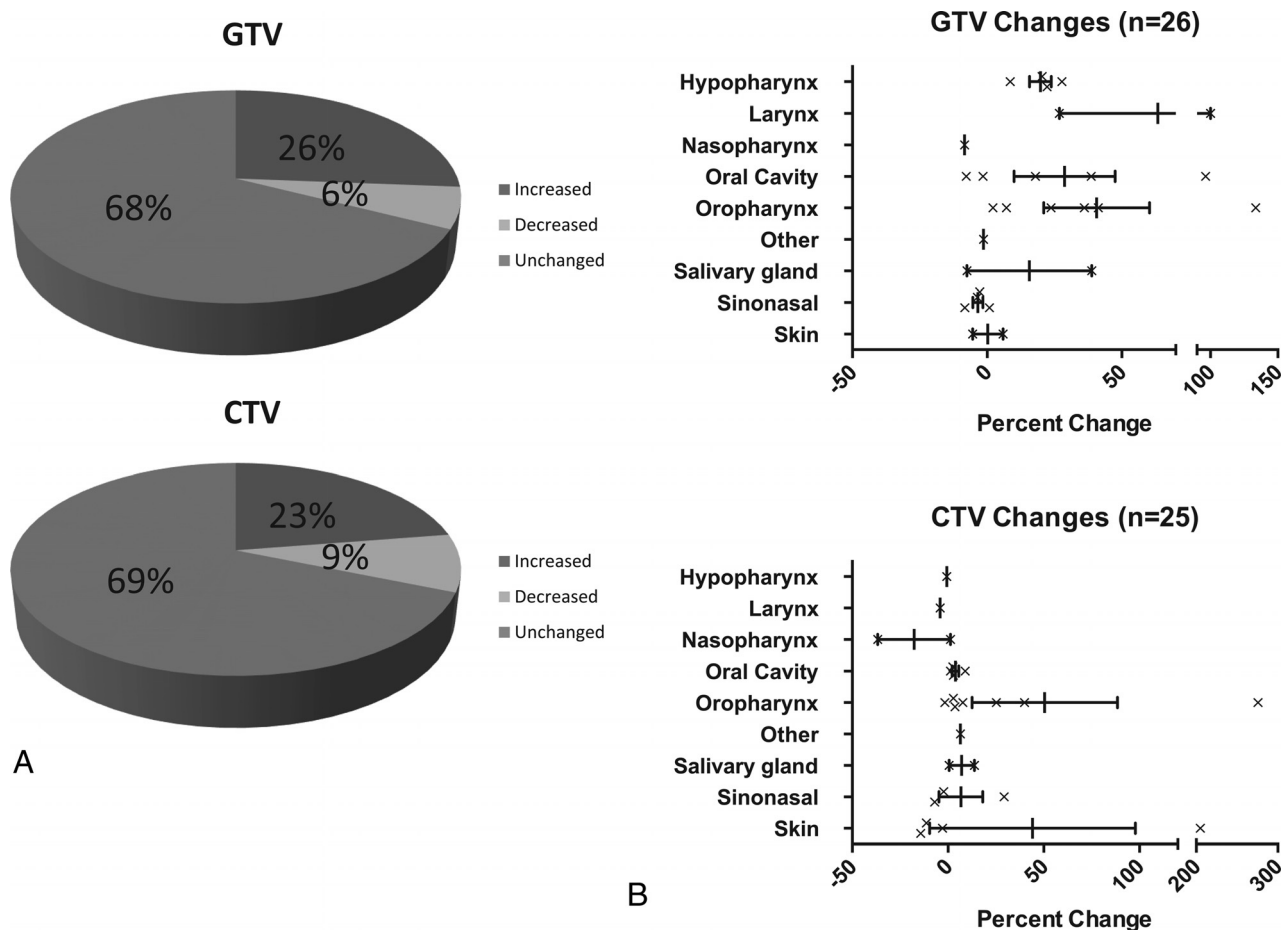 GTV
26%
6%
68%
Increased
Decreased
Unchanged
CTV
23%
9%
69%
Increased
Decreased
Unchanged
A
GTV Changes (n=26)
Hypopharynx
Larynx
Nasopharynx
Oral Cavity
Oropharynx
Other
Salivary gland
Sinonasal
Skin
-50 0 50 100 150
Percent Change
CTV Changes (n=25)
Hypopharynx
Larynx
Nasopharynx
Oral Cavity
Oropharynx
Other
Salivary gland
Sinonasal
Skin
-50 0 50 100 200 300
Percent Change
B